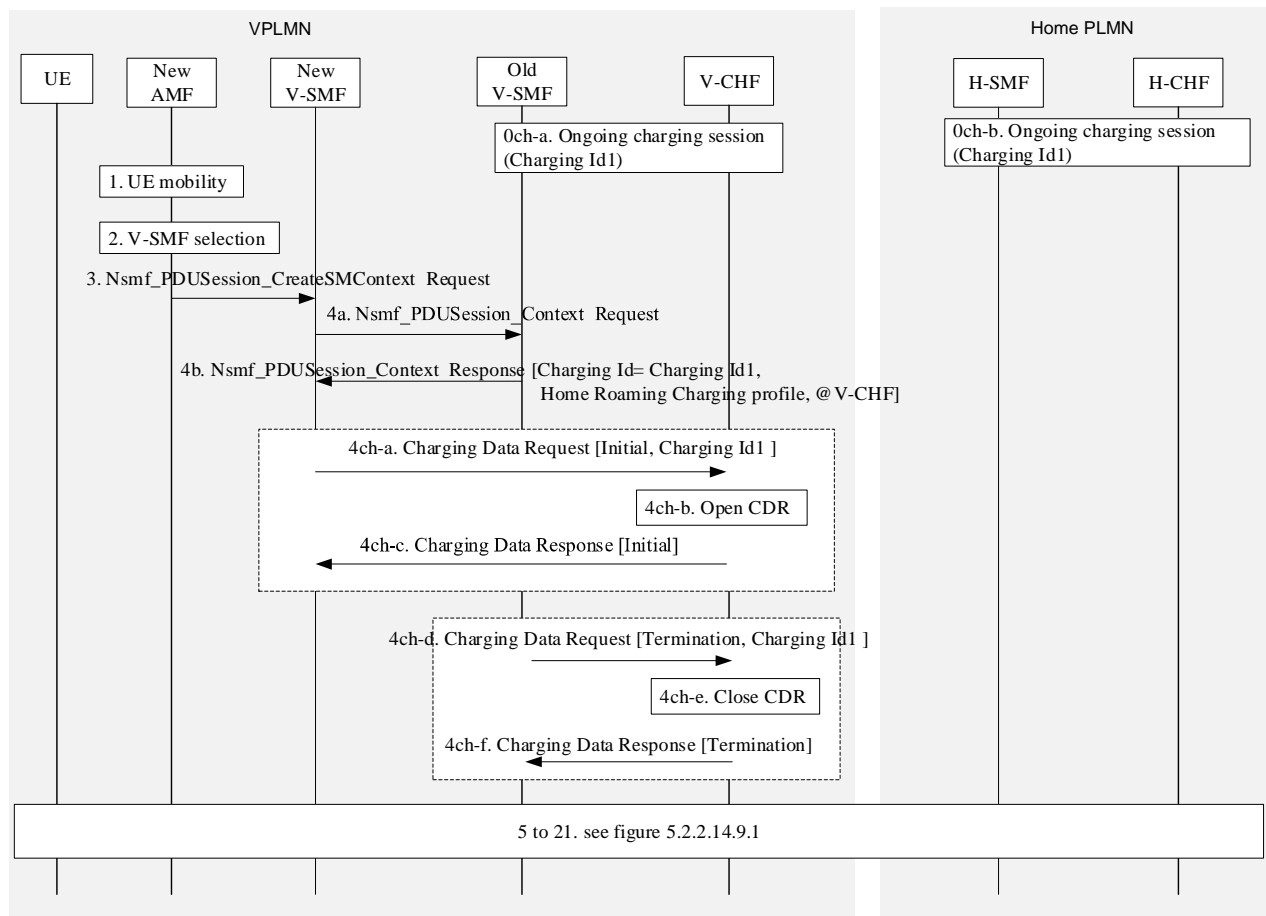 VPLMN
Home PLMN
UE
New
AMF
New
V-SMF
Old
V-SMF
V-CHF
H-SMF
H-CHF
0ch-a. Ongoing charging session
(Charging Id1)
0ch-b. Ongoing charging session
(Charging Id1)
1. UE mobility
2. V-SMF selection
3. Nsmf_PDUSession_CreateSMContext Request
4a. Nsmf_PDUSession_Context Request
4b. Nsmf_PDUSession_Context Response [Charging Id= Charging Id1,
Home Roaming Charging profile, @V-CHF]
4ch-a. Charging Data Request [Initial, Charging Id1 ]
4ch-b. Open CDR
4ch-c. Charging Data Response [Initial]
4ch-d. Charging Data Request [Termination, Charging Id1 ]
4ch-e. Close CDR
4ch-f. Charging Data Response [Termination]
5 to 21. see figure 5.2.2.14.9.1